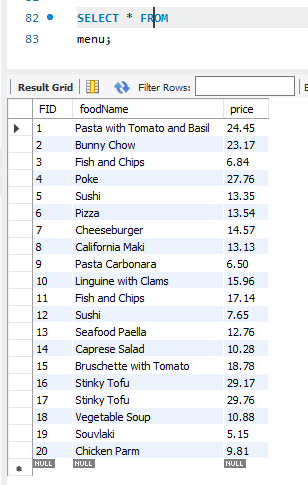 82 SELECT * FROM
83 menu;
Result Grid Filter Rows:
FID foodName price
1 Pasta with Tomato and Basil 24.45
2 Bunny Chow 23.17
3 Fish and Chips 6.84
4 Poke 27.76
5 Sushi 13.35
6 Pizza 13.54
7 Cheeseburger 14.57
8 California Maki 13.13
9 Pasta Carbonara 6.50
10 Linguine with Clams 15.96
11 Fish and Chips 17.14
12 Sushi 7.65
13 Seafood Paella 12.76
14 Caprese Salad 10.28
15 Bruschette with Tomato 18.78
16 Stinky Tofu 29.17
17 Stinky Tofu 29.76
18 Vegetable Soup 10.88
19 Souvlaki 5.15
20 Chicken Parm 9.81
NULL NULL NULL